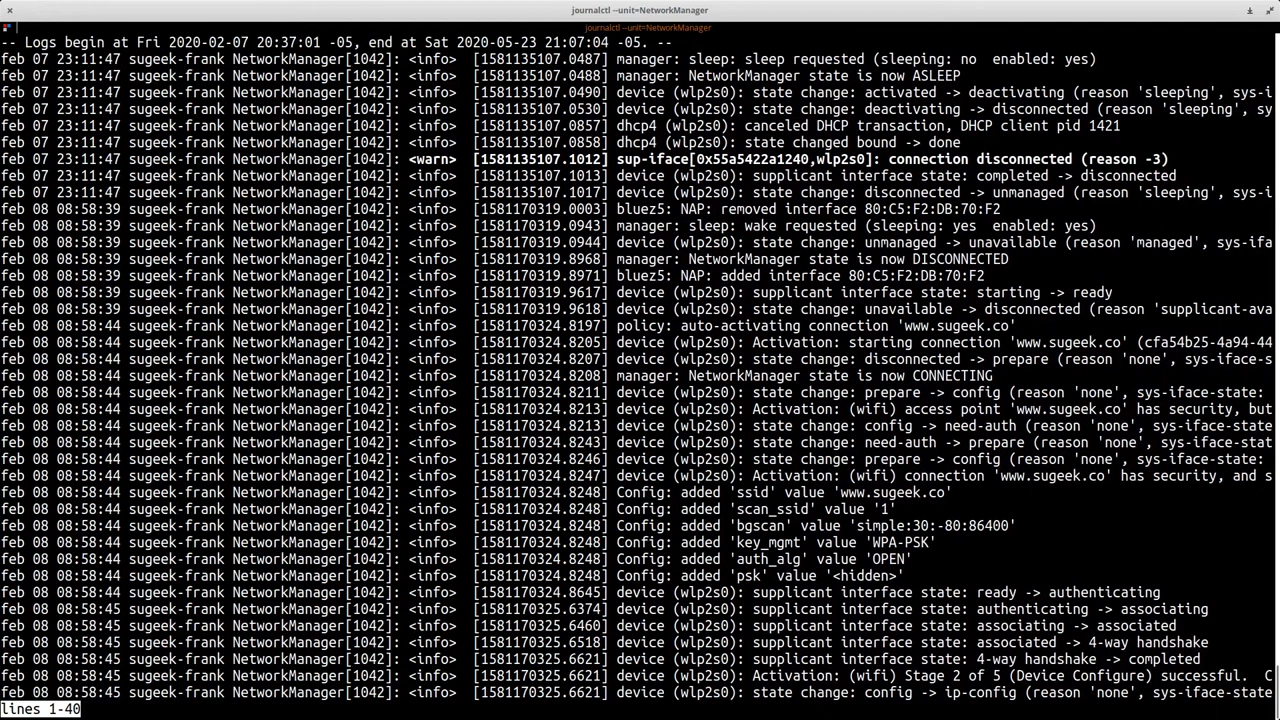 journalctl --unit=NetworkManager
journalctl --unit=NetworkManager
-- Logs begin at Fri 2020-02-07 20:37:01 -05, end at Sat 2020-05-23 21:07:04 -05. --
feb 07 23:11:47 sugeek-frank NetworkManager[1042]: <info>  [1581135107.0487] manager: sleep: sleep requested (sleeping: no  enabled: yes)
feb 07 23:11:47 sugeek-frank NetworkManager[1042]: <info>  [1581135107.0488] manager: NetworkManager state is now ASLEEP
feb 07 23:11:47 sugeek-frank NetworkManager[1042]: <info>  [1581135107.0490] device (wlp2s0): state change: activated -> deactivating (reason 'sleeping', sys-i
feb 07 23:11:47 sugeek-frank NetworkManager[1042]: <info>  [1581135107.0530] device (wlp2s0): state change: deactivating -> disconnected (reason 'sleeping', sy
feb 07 23:11:47 sugeek-frank NetworkManager[1042]: <info>  [1581135107.0857] dhcp4 (wlp2s0): canceled DHCP transaction, DHCP client pid 1421
feb 07 23:11:47 sugeek-frank NetworkManager[1042]: <info>  [1581135107.0858] dhcp4 (wlp2s0): state changed bound -> done
feb 07 23:11:47 sugeek-frank NetworkManager[1042]: <warn>  [1581135107.1012] sup-iface[0x55a5422a1240,wlp2s0]: connection disconnected (reason -3)
feb 07 23:11:47 sugeek-frank NetworkManager[1042]: <info>  [1581135107.1013] device (wlp2s0): supplicant interface state: completed -> disconnected
feb 07 23:11:47 sugeek-frank NetworkManager[1042]: <info>  [1581135107.1017] device (wlp2s0): state change: disconnected -> unmanaged (reason 'sleeping', sys-i
feb 08 08:58:39 sugeek-frank NetworkManager[1042]: <info>  [1581170319.0003] bluez5: NAP: removed interface 80:C5:F2:DB:70:F2
feb 08 08:58:39 sugeek-frank NetworkManager[1042]: <info>  [1581170319.0943] manager: sleep: wake requested (sleeping: yes  enabled: yes)
feb 08 08:58:39 sugeek-frank NetworkManager[1042]: <info>  [1581170319.0944] device (wlp2s0): state change: unmanaged -> unavailable (reason 'managed', sys-ifa
feb 08 08:58:39 sugeek-frank NetworkManager[1042]: <info>  [1581170319.8968] manager: NetworkManager state is now DISCONNECTED
feb 08 08:58:39 sugeek-frank NetworkManager[1042]: <info>  [1581170319.8971] bluez5: NAP: added interface 80:C5:F2:DB:70:F2
feb 08 08:58:39 sugeek-frank NetworkManager[1042]: <info>  [1581170319.9617] device (wlp2s0): supplicant interface state: starting -> ready
feb 08 08:58:39 sugeek-frank NetworkManager[1042]: <info>  [1581170319.9618] device (wlp2s0): state change: unavailable -> disconnected (reason 'supplicant-ava
feb 08 08:58:44 sugeek-frank NetworkManager[1042]: <info>  [1581170324.8197] policy: auto-activating connection 'www.sugeek.co'
feb 08 08:58:44 sugeek-frank NetworkManager[1042]: <info>  [1581170324.8205] device (wlp2s0): Activation: starting connection 'www.sugeek.co' (cfa54b25-4a94-44
feb 08 08:58:44 sugeek-frank NetworkManager[1042]: <info>  [1581170324.8207] device (wlp2s0): state change: disconnected -> prepare (reason 'none', sys-iface-s
feb 08 08:58:44 sugeek-frank NetworkManager[1042]: <info>  [1581170324.8208] manager: NetworkManager state is now CONNECTING
feb 08 08:58:44 sugeek-frank NetworkManager[1042]: <info>  [1581170324.8211] device (wlp2s0): state change: prepare -> config (reason 'none', sys-iface-state:
feb 08 08:58:44 sugeek-frank NetworkManager[1042]: <info>  [1581170324.8213] device (wlp2s0): Activation: (wifi) access point 'www.sugeek.co' has security, but
feb 08 08:58:44 sugeek-frank NetworkManager[1042]: <info>  [1581170324.8213] device (wlp2s0): state change: config -> need-auth (reason 'none', sys-iface-state
feb 08 08:58:44 sugeek-frank NetworkManager[1042]: <info>  [1581170324.8243] device (wlp2s0): state change: need-auth -> prepare (reason 'none', sys-iface-stat
feb 08 08:58:44 sugeek-frank NetworkManager[1042]: <info>  [1581170324.8246] device (wlp2s0): state change: prepare -> config (reason 'none', sys-iface-state:
feb 08 08:58:44 sugeek-frank NetworkManager[1042]: <info>  [1581170324.8247] device (wlp2s0): Activation: (wifi) connection 'www.sugeek.co' has security, and s
feb 08 08:58:44 sugeek-frank NetworkManager[1042]: <info>  [1581170324.8248] Config: added 'ssid' value 'www.sugeek.co'
feb 08 08:58:44 sugeek-frank NetworkManager[1042]: <info>  [1581170324.8248] Config: added 'scan_ssid' value '1'
feb 08 08:58:44 sugeek-frank NetworkManager[1042]: <info>  [1581170324.8248] Config: added 'bgscan' value 'simple:30:-80:86400'
feb 08 08:58:44 sugeek-frank NetworkManager[1042]: <info>  [1581170324.8248] Config: added 'key_mgmt' value 'WPA-PSK'
feb 08 08:58:44 sugeek-frank NetworkManager[1042]: <info>  [1581170324.8248] Config: added 'auth_alg' value 'OPEN'
feb 08 08:58:44 sugeek-frank NetworkManager[1042]: <info>  [1581170324.8248] Config: added 'psk' value '<hidden>'
feb 08 08:58:44 sugeek-frank NetworkManager[1042]: <info>  [1581170324.8645] device (wlp2s0): supplicant interface state: ready -> authenticating
feb 08 08:58:45 sugeek-frank NetworkManager[1042]: <info>  [1581170325.6374] device (wlp2s0): supplicant interface state: authenticating -> associating
feb 08 08:58:45 sugeek-frank NetworkManager[1042]: <info>  [1581170325.6460] device (wlp2s0): supplicant interface state: associating -> associated
feb 08 08:58:45 sugeek-frank NetworkManager[1042]: <info>  [1581170325.6518] device (wlp2s0): supplicant interface state: associated -> 4-way handshake
feb 08 08:58:45 sugeek-frank NetworkManager[1042]: <info>  [1581170325.6621] device (wlp2s0): supplicant interface state: 4-way handshake -> completed
feb 08 08:58:45 sugeek-frank NetworkManager[1042]: <info>  [1581170325.6621] device (wlp2s0): Activation: (wifi) Stage 2 of 5 (Device Configure) successful.  C
feb 08 08:58:45 sugeek-frank NetworkManager[1042]: <info>  [1581170325.6621] device (wlp2s0): state change: config -> ip-config (reason 'none', sys-iface-state
lines 1-40